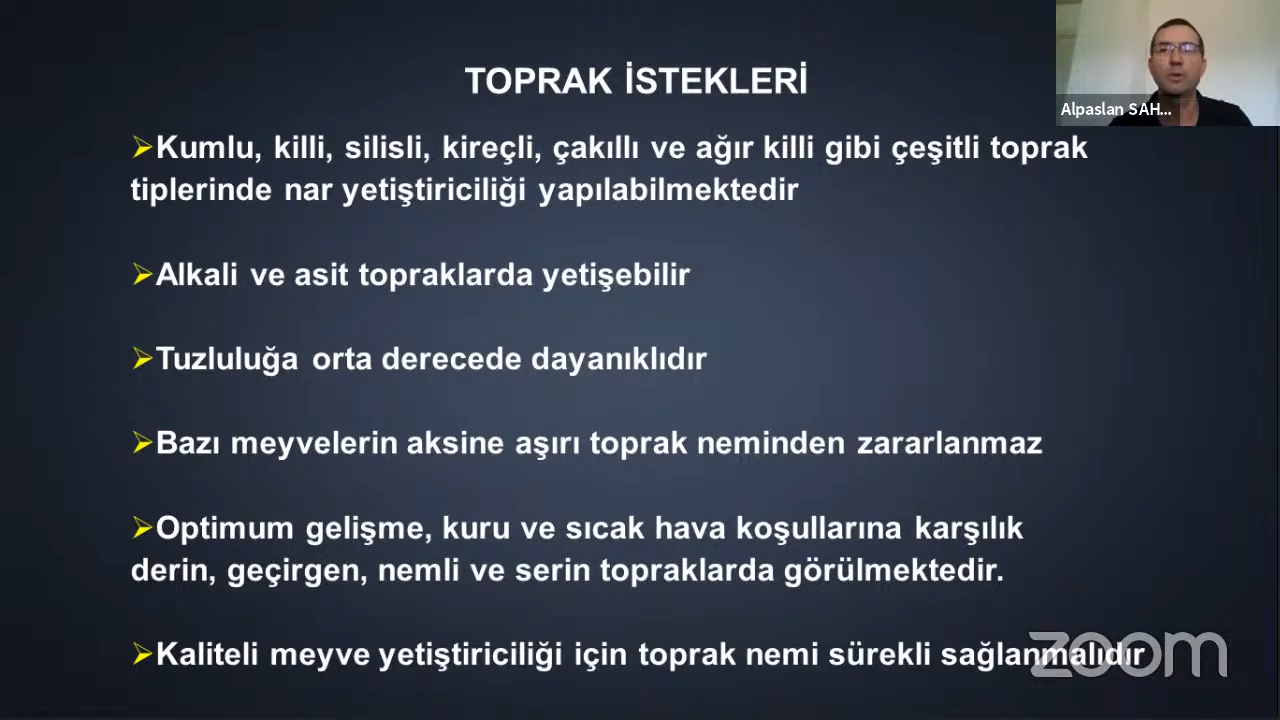 TOPRAK İSTEKLERİ
Alpaslan SAH...
➢Kumlu, killi, silisli, kireçli, çakıllı ve ağır killi gibi çeşitli toprak
tiplerinde nar yetiştiriciliği yapılabilmektedir
➢Alkali ve asit topraklarda yetişebilir
➢Tuzluluğa orta derecede dayanıklıdır
➢Bazı meyvelerin aksine aşırı toprak neminden zararlanmaz
➢Optimum gelişme, kuru ve sıcak hava koşullarına karşılık
derin, geçirgen, nemli ve serin topraklarda görülmektedir.
➢Kaliteli meyve yetiştiriciliği için toprak nemi sürekli sağlanmalıdır
zoom